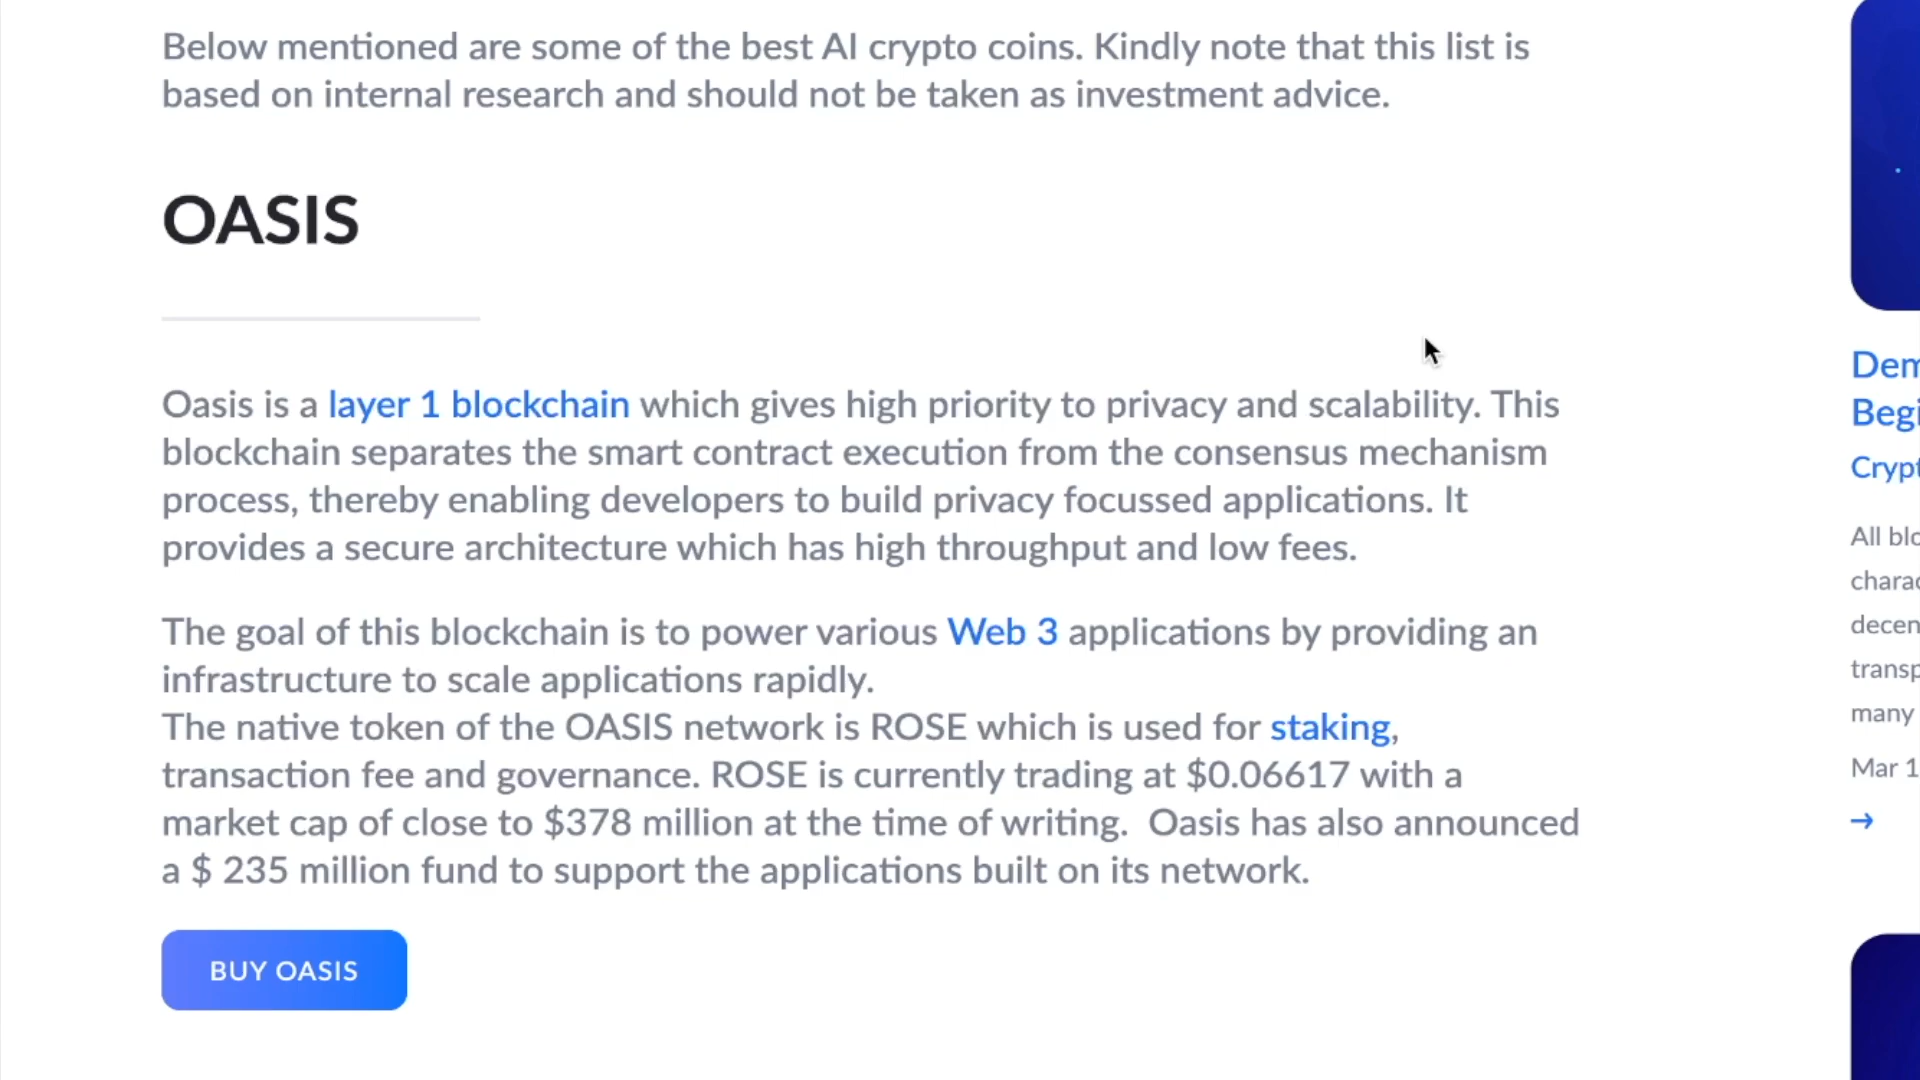 Below mentioned are some of the best AI crypto coins. Kindly note that this list is
based on internal research and should not be taken as investment advice.
OASIS
Oasis is a layer 1 blockchain which gives high priority to privacy and scalability. This
blockchain separates the smart contract execution from the consensus mechanism
process, thereby enabling developers to build privacy focussed applications. It
provides a secure architecture which has high throughput and low fees.
The goal of this blockchain is to power various Web 3 applications by providing an
infrastructure to scale applications rapidly.
The native token of the OASIS network is ROSE which is used for staking,
transaction fee and governance. ROSE is currently trading at $0.06617 with a
market cap of close to $378 million at the time of writing.  Oasis has also announced
a $ 235 million fund to support the applications built on its network.
BUY OASIS
All
many
Mar 1
→